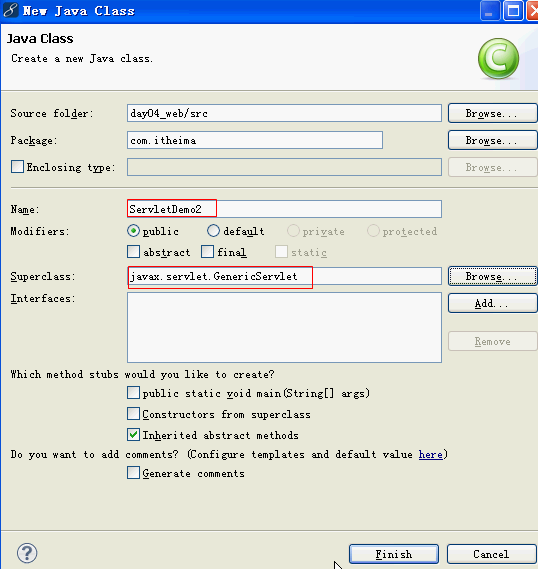 New Java Class
Java Class
Create a new Java class.
C
Source folder: day04_web/src Browse...
Package: com.itheima Browse...
Enclosing type: Browse...
Name: ServletDemo2
Modifiers: public default private protected
abstract final static
Superclass: javax.servlet.GenericServlet Browse...
Interfaces: Add...
Remove
Which method stubs would you like to create?
public static void main(String[] args)
Constructors from superclass
Inherited abstract methods
Do you want to add comments? (Configure templates and default value here)
Generate comments
? Finish Cancel